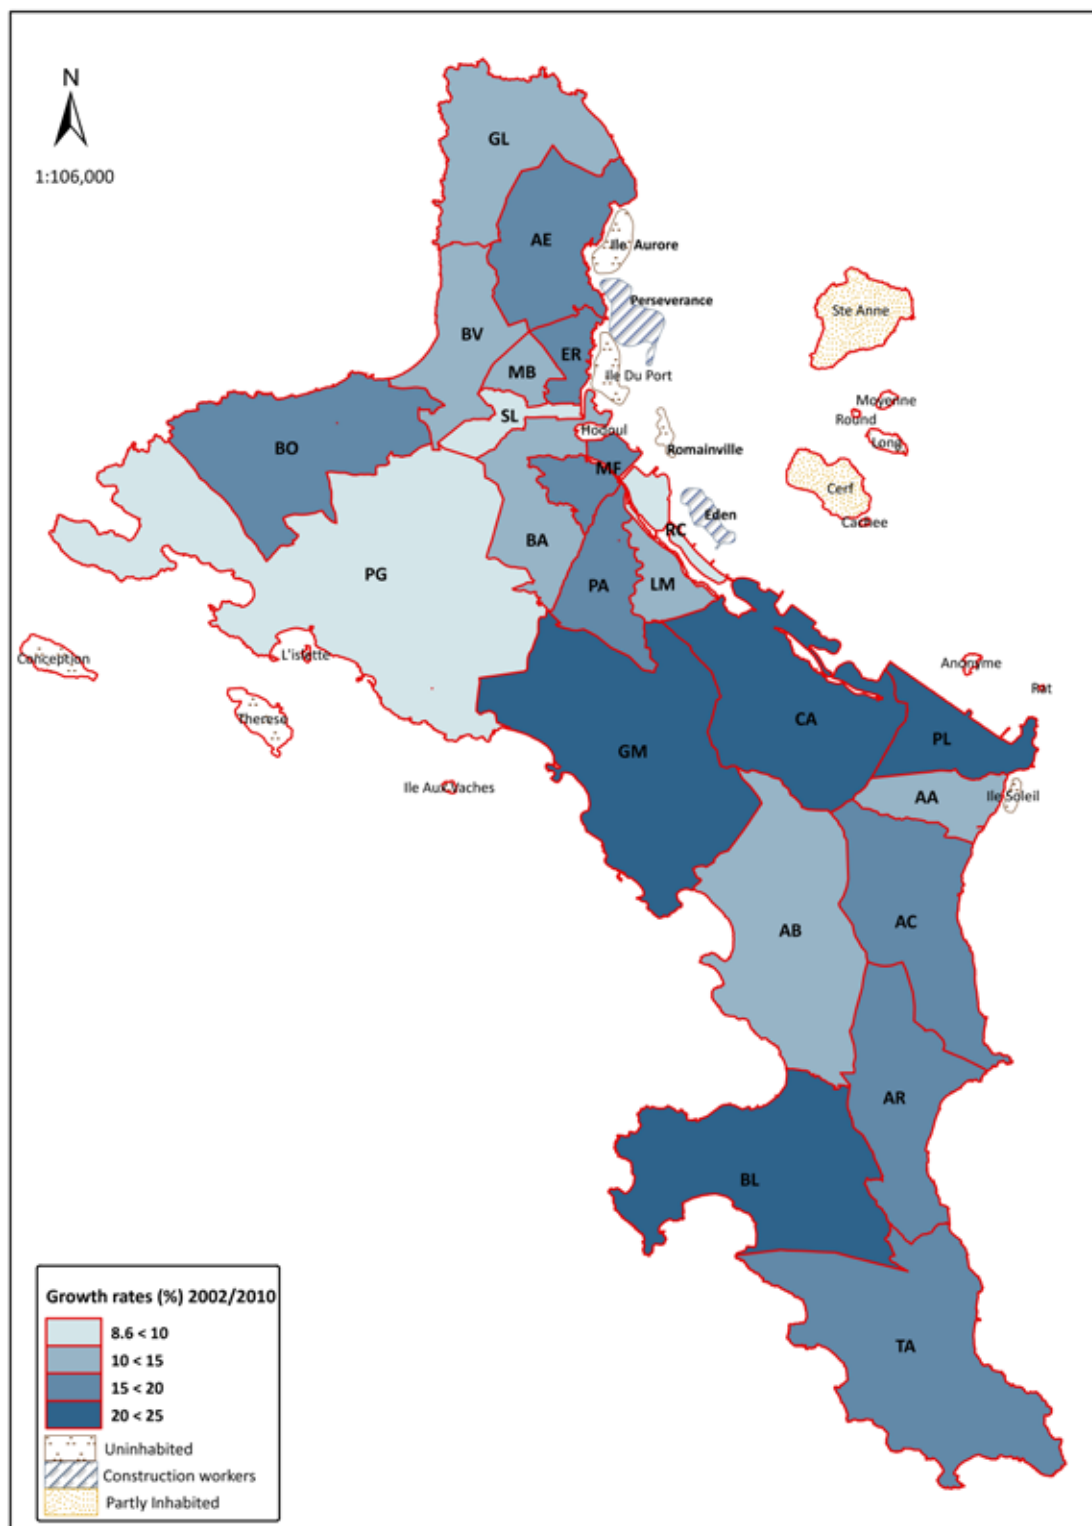 N
1:106,000
GL
AE
Ile Aurore
Perseverance
Ste Anne
BV
ER
MB
Ile Du Port
Moyenne
Round
SL
Hodoul
Long
BO
Romainville
MF
Cerf
Eden
Cachee
RC
BA
PG
PA
LM
L'islette
Conception
Anonyme
Rat
Therese
CA
PL
GM
Ile Aux Vaches
AA
Ile Soleil
AC
AB
AR
BL
TA
Growth rates (%) 2002/2010
8.6 < 10
10 < 15
15 < 20
20 < 25
Uninhabited
Construction workers
Partly Inhabited